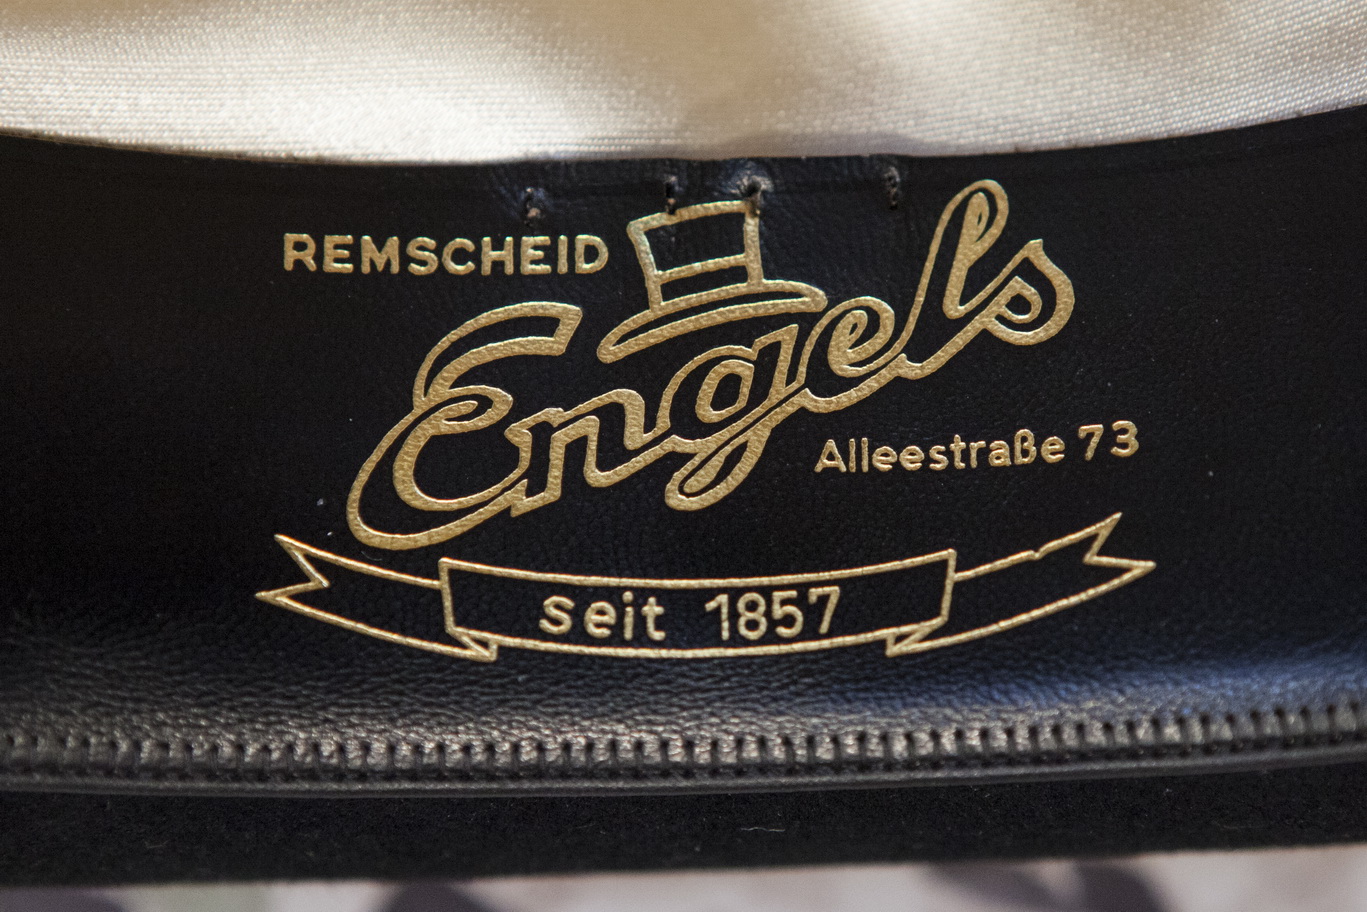 REMSCHEID
Engels
Alleestraße 73
seit 1857